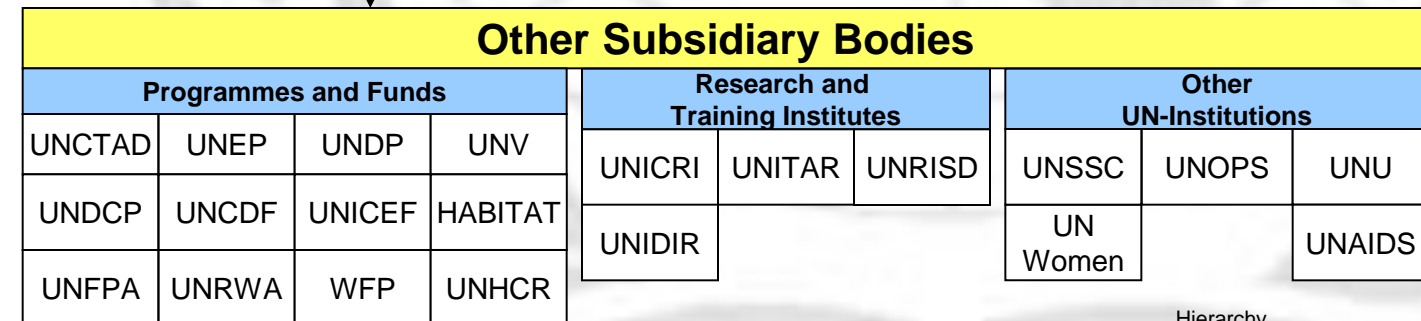 Other Subsidiary Bodies
Programmes and Funds
UNCTAD UNEP UNDP UNV
UNDCP UNCDF UNICEF HABITAT
UNFPA UNRWA WFP UNHCR
Research and
Training Institutes
UNICRI UNITAR UNRISD
UNIDIR
Other
UN-Institutions
UNSSC UNOPS UNU
UN
Women
UNAIDS
Hierarchy